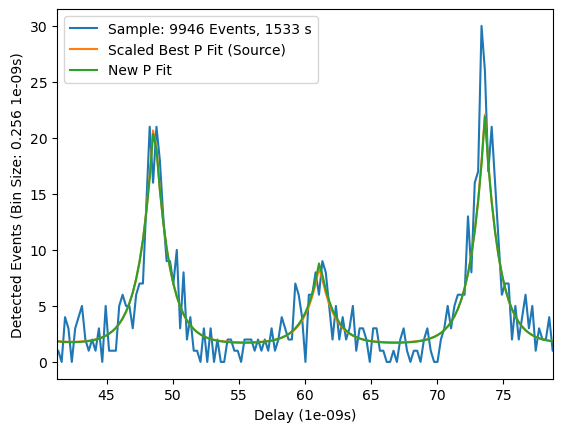 Sample: 9946 Events, 1533 s
Scaled Best P Fit (Source)
New P Fit
30
25
20
15
10
5
0
Detected Events (Bin Size: 0.256 1e-09s)
45 50 55 60 65 70 75
Delay (1e-09s)